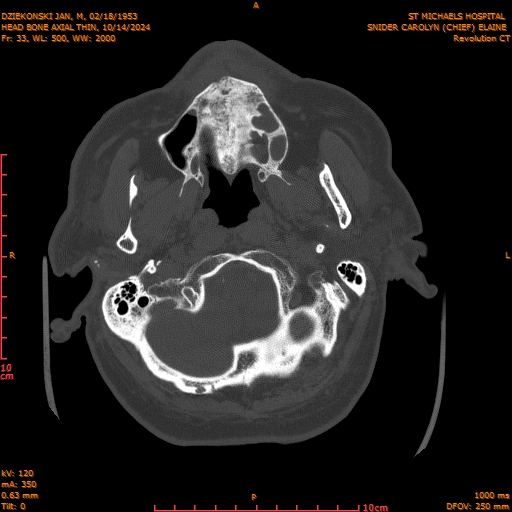 A
DZIEKONSKI JAN, M, 02/18/1953
HEAD BONE AXIAL THIN, 10/14/2024
Fr: 33, WL: 500, WW: 2000
ST MICHAELS HOSPITAL
SNIDER CAROLYN (CHIEF) ELAINE
Revolution CT
R
L
10
cm
kV: 120
mA: 350
0.63 mm
Tilt: 0
P
10cm
1000 ms
DFOV: 250 mm